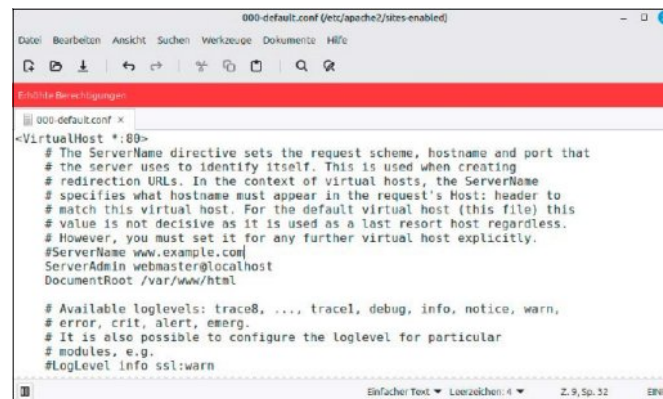 000-default.conf (/etc/apache2/sites-enabled)
Datei Bearbeiten Ansicht Suchen Werkzeuge Dokumente Hilfe
Erhöhte Berechtigungen
000-default.conf ×
<VirtualHost *:80>
# The ServerName directive sets the request scheme, hostname and port that
# the server uses to identify itself. This is used when creating
# redirection URLs. In the context of virtual hosts, the ServerName
# specifies what hostname must appear in the request's Host: header to
# match this virtual host. For the default virtual host (this file) this
# value is not decisive as it is used as a last resort host regardless.
# However, you must set it for any further virtual host explicitly.
#ServerName www.example.com
ServerAdmin webmaster@localhost
DocumentRoot /var/www/html
# Available loglevels: trace8, ..., trace1, debug, info, notice, warn,
# error, crit, alert, emerg.
# It is also possible to configure the loglevel for particular
# modules, e.g.
#LogLevel info ssl:warn
Einfacher Text Leerzeichen: 4 Z. 9, Sp. 32